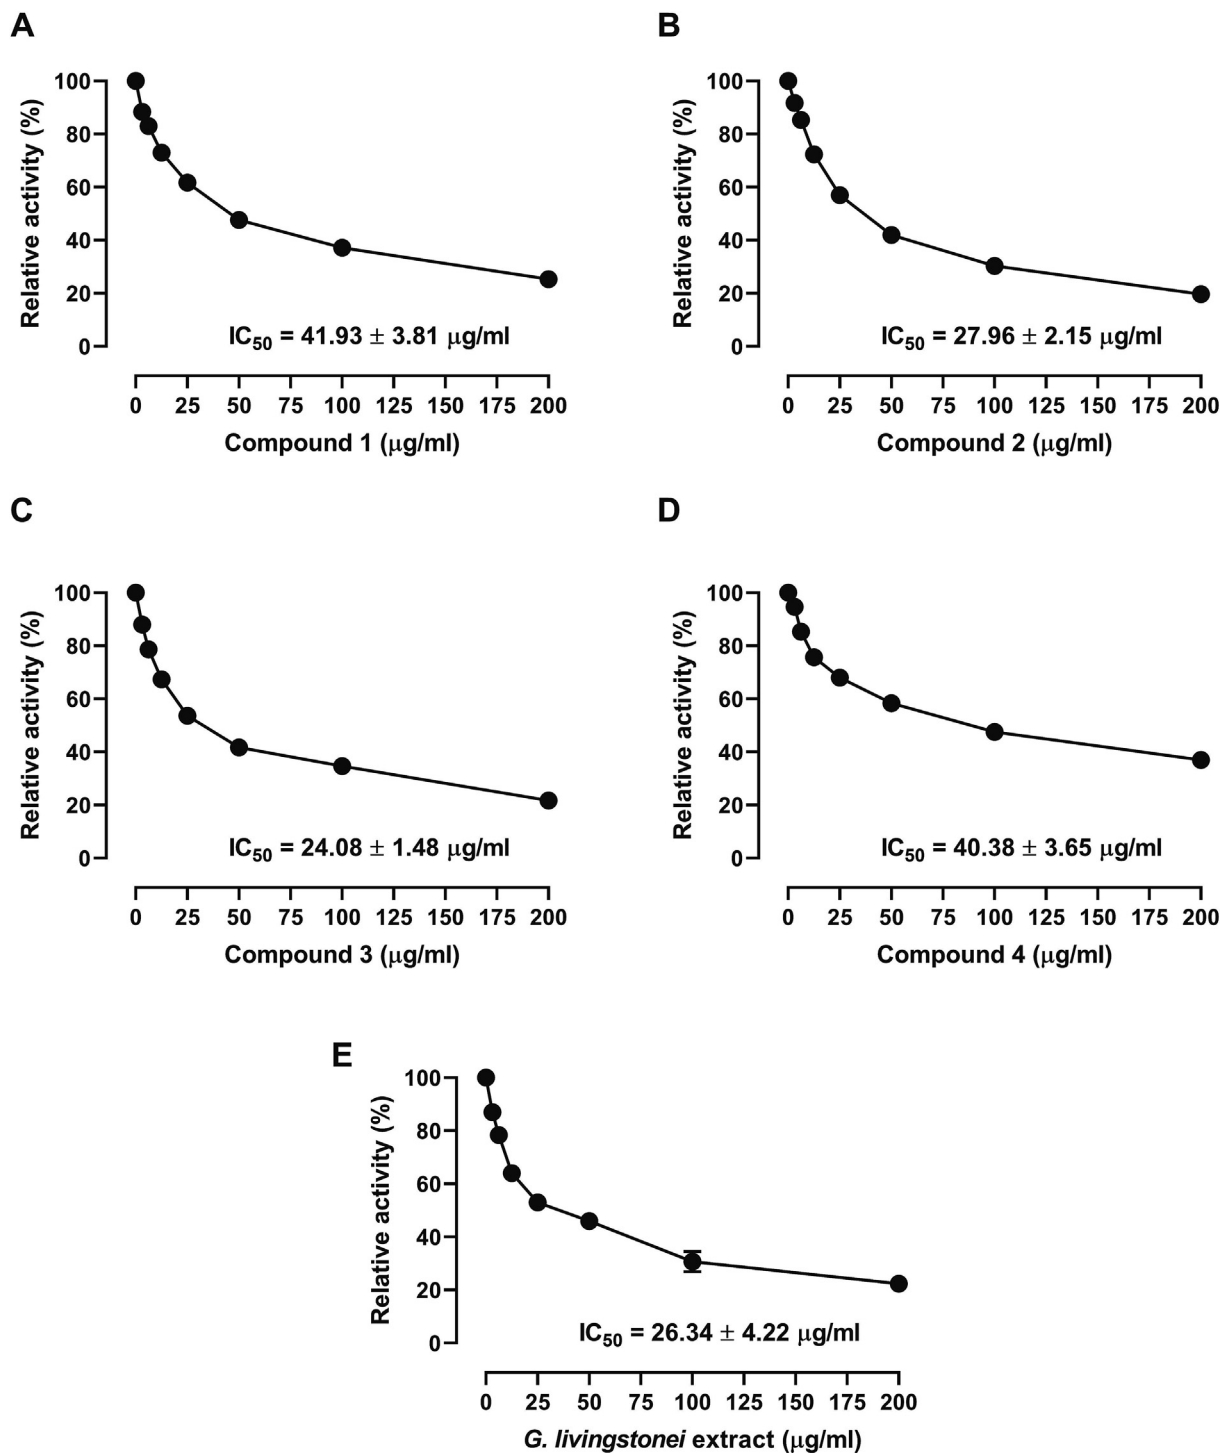 A
Relative activity (%)
100
80
60
40
20
0
IC50 = 41.93 ± 3.81 μg/ml
0 25 50 75 100 125 150 175 200
Compound 1 (μg/ml)
B
Relative activity (%)
100
80
60
40
20
0
IC50 = 27.96 ± 2.15 μg/ml
0 25 50 75 100 125 150 175 200
Compound 2 (μg/ml)
C
Relative activity (%)
100
80
60
40
20
0
IC50 = 24.08 ± 1.48 μg/ml
0 25 50 75 100 125 150 175 200
Compound 3 (μg/ml)
D
Relative activity (%)
100
80
60
40
20
0
IC50 = 40.38 ± 3.65 μg/ml
0 25 50 75 100 125 150 175 200
Compound 4 (μg/ml)
E
Relative activity (%)
100
80
60
40
20
0
IC50 = 26.34 ± 4.22 μg/ml
0 25 50 75 100 125 150 175 200
G. livingstonei extract (μg/ml)